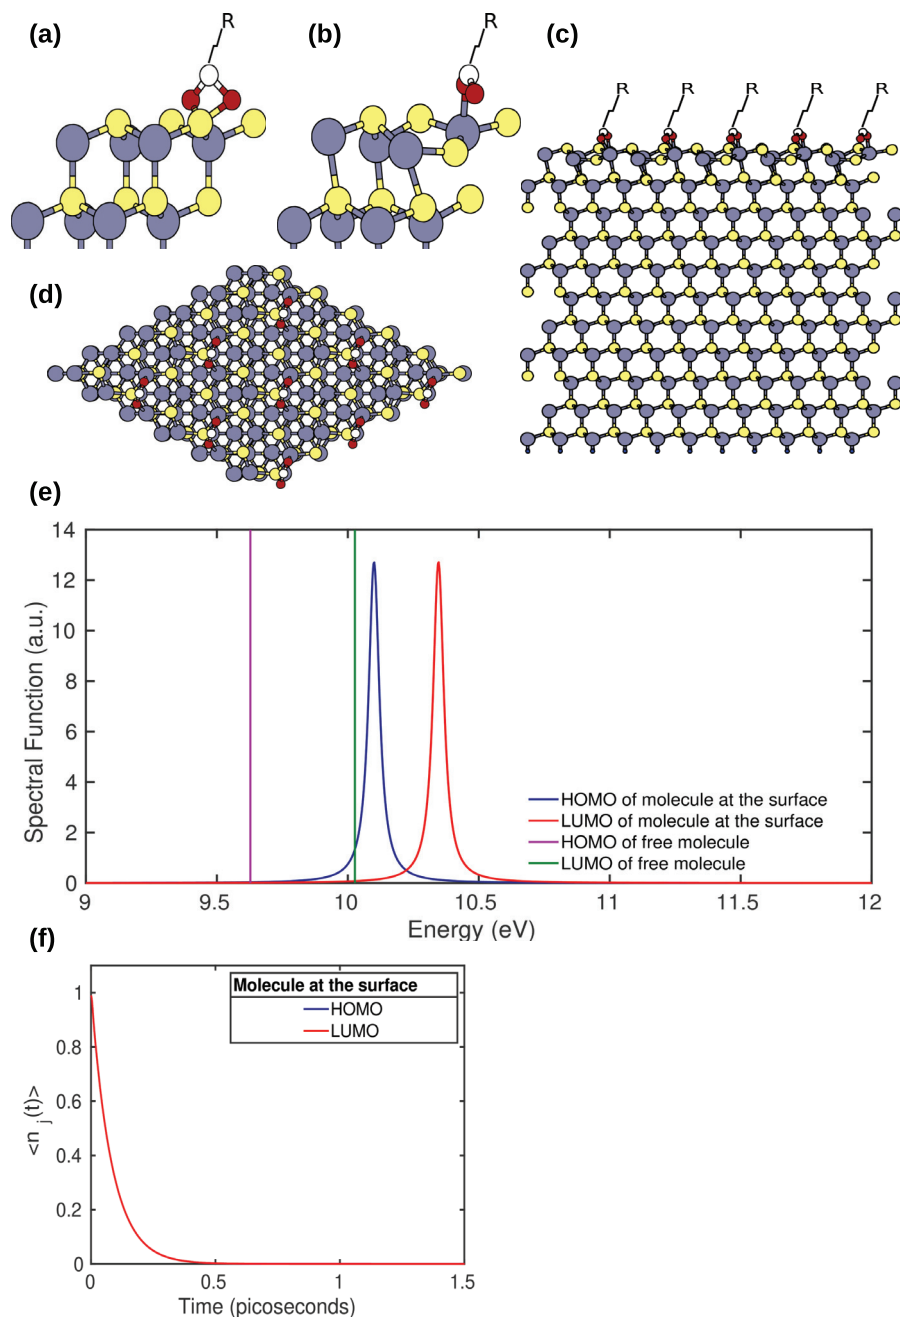 (a)
R
(b)
R
(c)
R R R R R
(d)
(e)
14
12
10
8
6
4
2
0
Spectral Function (a.u.)
9 9.5 10 10.5 11 11.5 12
Energy (eV)
HOMO of molecule at the surface
LUMO of molecule at the surface
HOMO of free molecule
LUMO of free molecule
(f)
1
0.8
0.6
0.4
0.2
0
<n j(t)>
0 0.5 1 1.5
Time (picoseconds)
Molecule at the surface
HOMO
LUMO